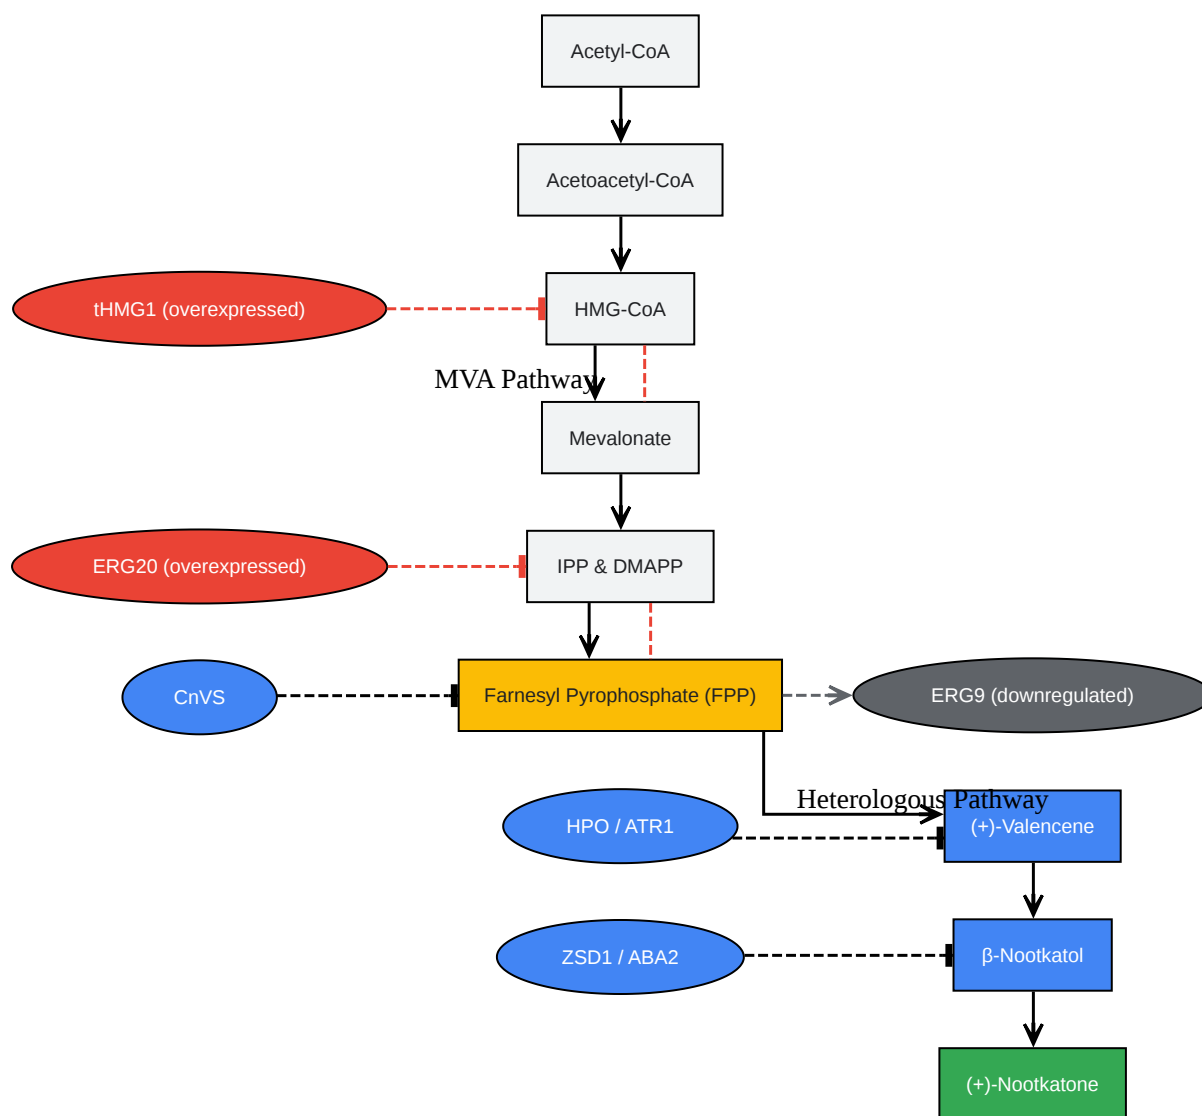 Acetyl-CoA
Acetoacetyl-CoA
tHMG1 (overexpressed)
HMG-CoA
MVA Pathway
Mevalonate
ERG20 (overexpressed)
IPP & DMAPP
CnVS
Farnesyl Pyrophosphate (FPP)
ERG9 (downregulated)
Heterologous Pathway
HPO / ATR1
(+)-Valencene
ZSD1 / ABA2
β-Nootkatol
(+)-Nootkatone